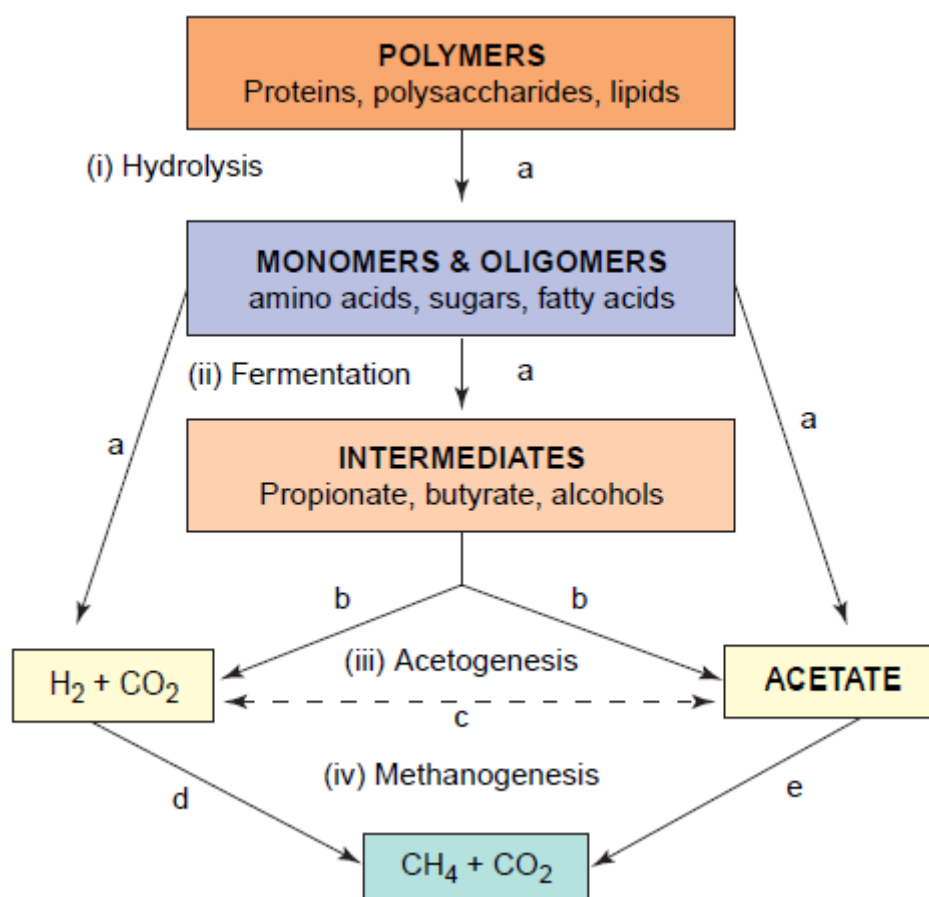 POLYMERS
Proteins, polysaccharides, lipids
(i) Hydrolysis
a
MONOMERS & OLIGOMERS
amino acids, sugars, fatty acids
(ii) Fermentation
a
a
a
INTERMEDIATES
Propionate, butyrate, alcohols
b
b
(iii) Acetogenesis
H₂ + CO₂
ACETATE
c
(iv) Methanogenesis
d
e
CH₄ + CO₂